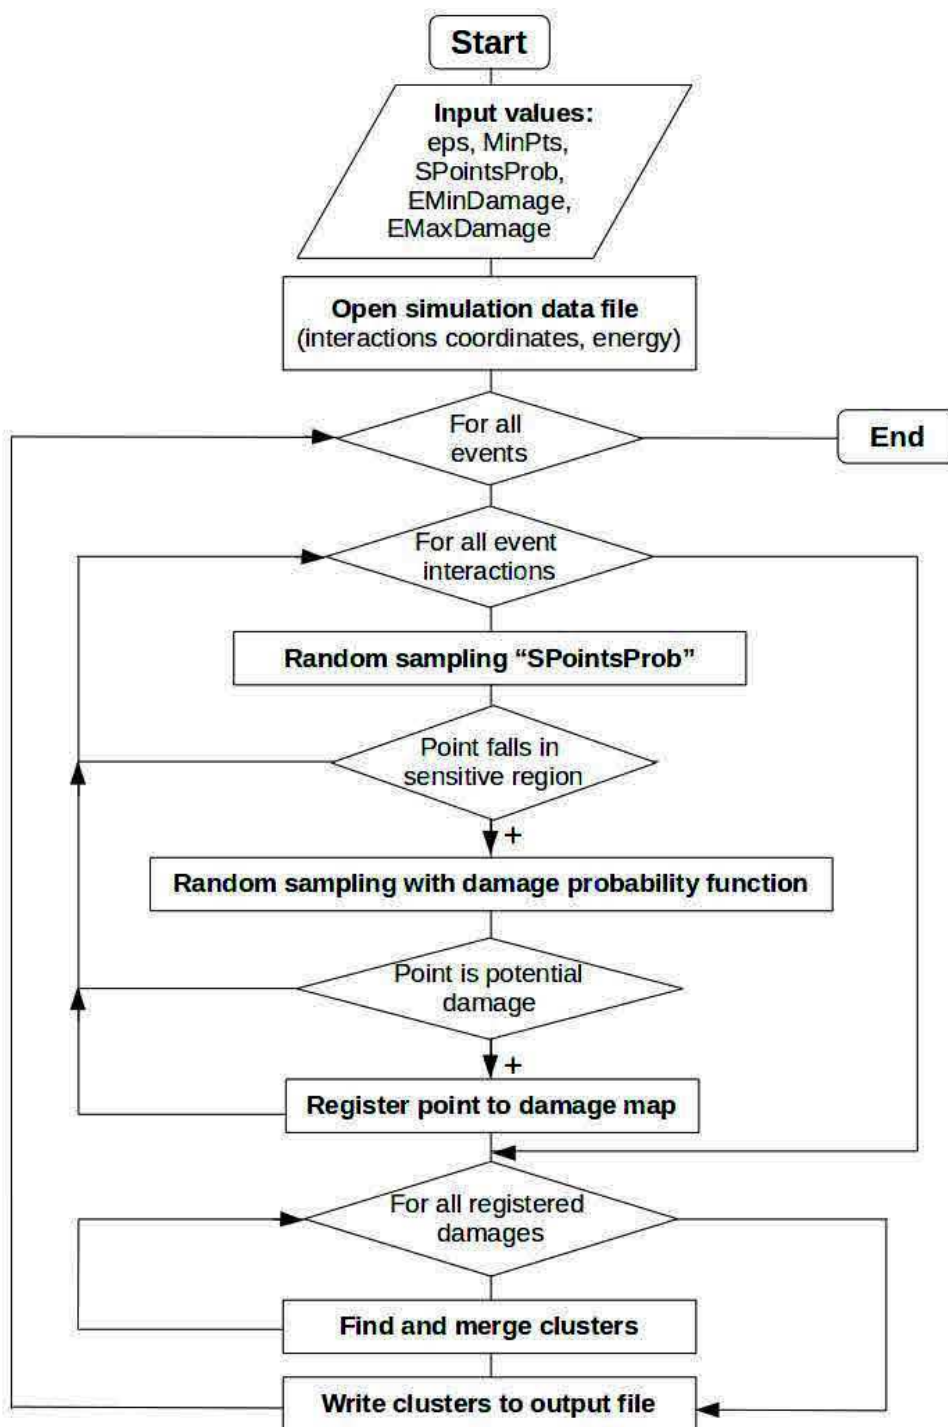 Start
Input values:
eps, MinPts,
SPointsProb,
EMinDamage,
EMaxDamage
Open simulation data file
(interactions coordinates, energy)
For all
events
End
For all event
interactions
Random sampling “SPointsProb”
Point falls in
sensitive region
+
Random sampling with damage probability function
Point is potential
damage
+
Register point to damage map
For all registered
damages
Find and merge clusters
Write clusters to output file